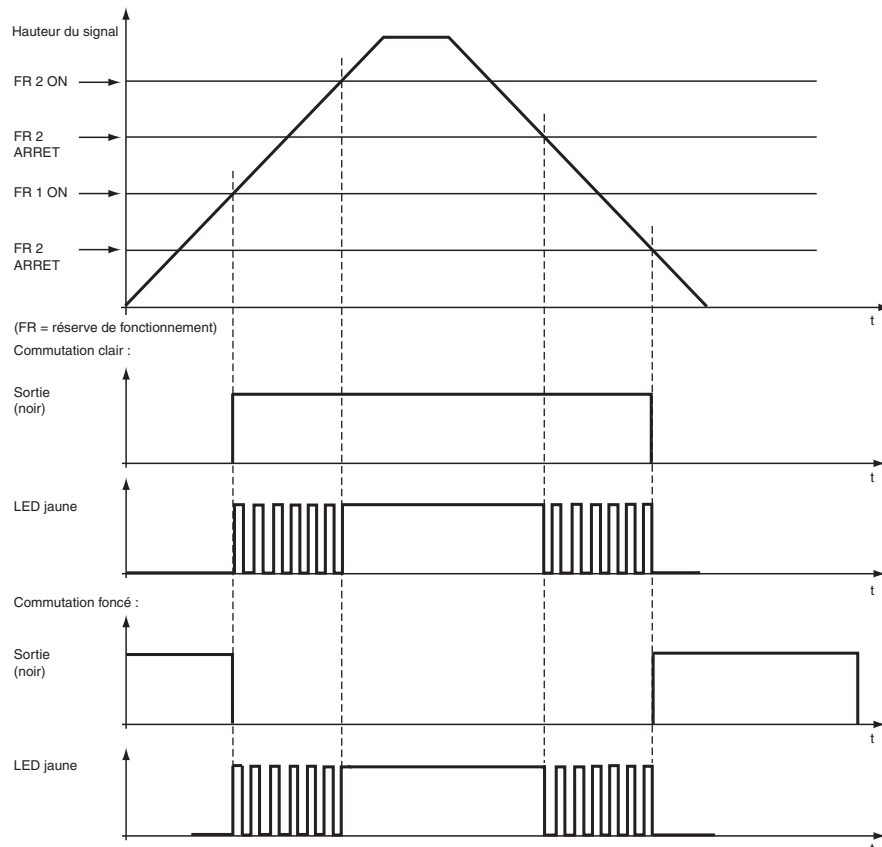 Hauteur du signal
FR 2 ON
FR 2
ARRET
FR 1 ON
FR 2
ARRET
t
(FR = réserve de fonctionnement)
Commutation clair :
Sortie
(noir)
t
LED jaune
t
Commutation foncé :
Sortie
(noir)
t
LED jaune
t